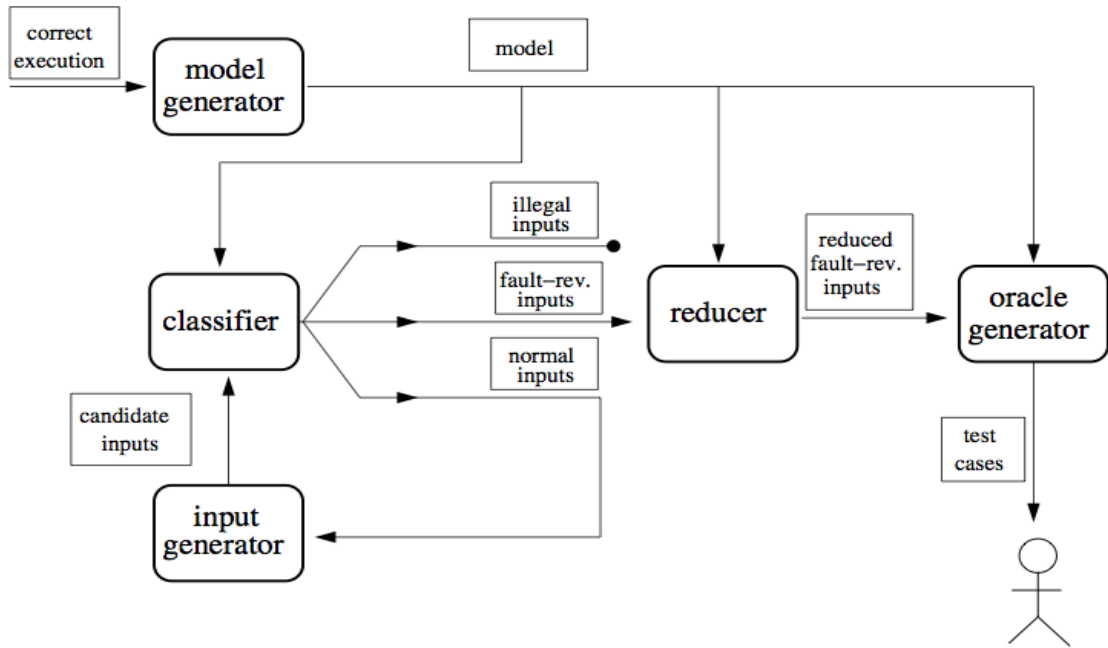 correct
execution
model
generator
model
illegal
inputs
fault−rev.
inputs
normal
inputs
classifier
reducer
reduced
fault−rev.
inputs
oracle
generator
candidate
inputs
input
generator
test
cases